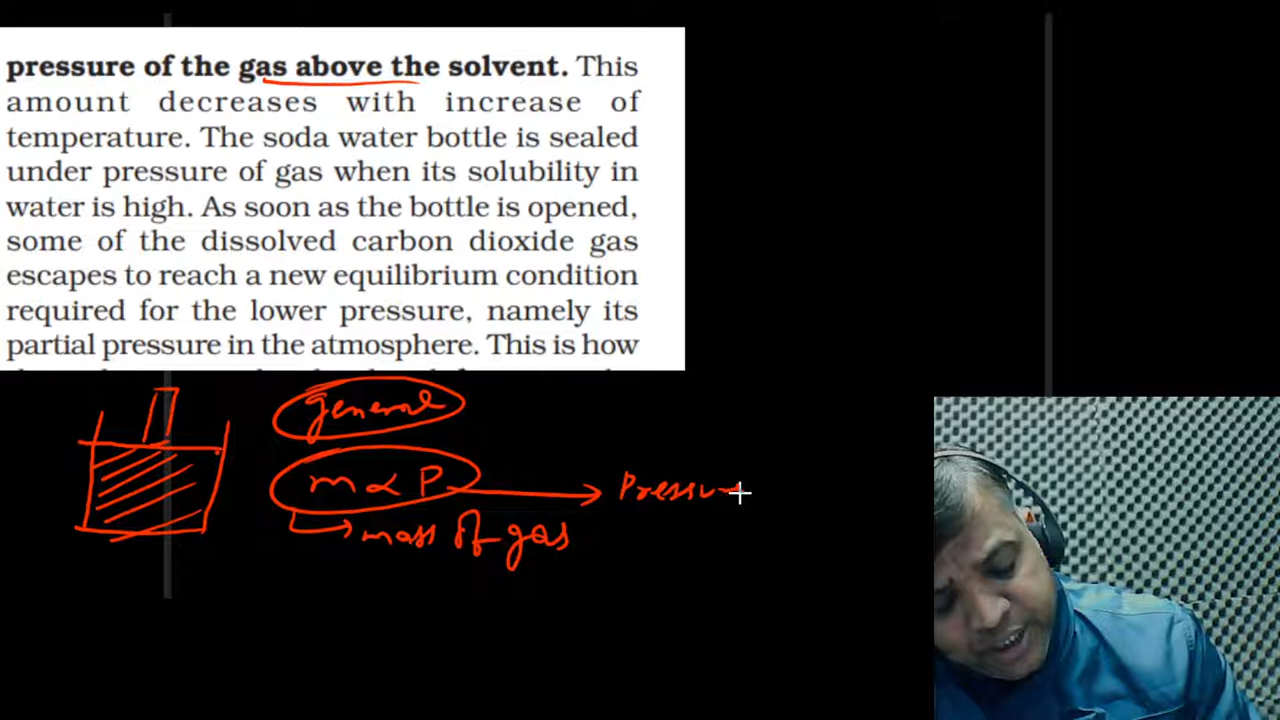 pressure of the gas above the solvent. This
amount decreases with increase of
temperature. The soda water bottle is sealed
under pressure of gas when its solubility in
water is high. As soon as the bottle is opened,
some of the dissolved carbon dioxide gas
escapes to reach a new equilibrium condition
required for the lower pressure, namely its
partial pressure in the atmosphere. This is how
general
m ∝ P
Pressur
mass of gas